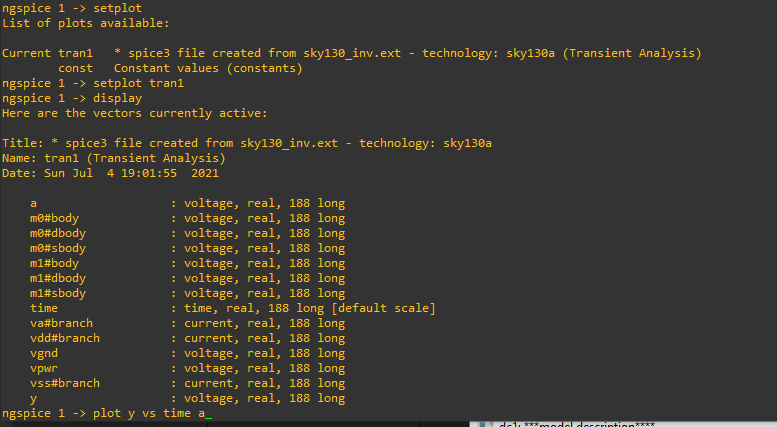 ngspice 1 -> setplot
List of plots available:
Current tran1   * spice3 file created from sky130_inv.ext - technology: sky130a (Transient Analysis)
        const   Constant values (constants)
ngspice 1 -> setplot tran1
ngspice 1 -> display
Here are the vectors currently active:
Title: * spice3 file created from sky130_inv.ext - technology: sky130a
Name: tran1 (Transient Analysis)
Date: Sun Jul  4 19:01:55  2021
    a                   : voltage, real, 188 long
    m0#body             : voltage, real, 188 long
    m0#dbody            : voltage, real, 188 long
    m0#sbody            : voltage, real, 188 long
    m1#body             : voltage, real, 188 long
    m1#dbody            : voltage, real, 188 long
    m1#sbody            : voltage, real, 188 long
    time                : time, real, 188 long [default scale]
    va#branch           : current, real, 188 long
    vdd#branch          : current, real, 188 long
    vgnd                : voltage, real, 188 long
    vpwr                : voltage, real, 188 long
    vss#branch          : current, real, 188 long
    y                   : voltage, real, 188 long
ngspice 1 -> plot y vs time a_
dc1: ***model description****